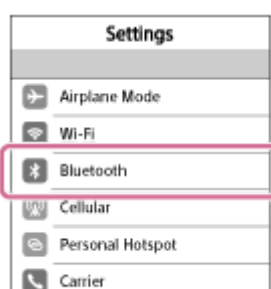 Settings
Airplane Mode
Wi-Fi
Bluetooth
Cellular
Personal Hotspot
Carrier